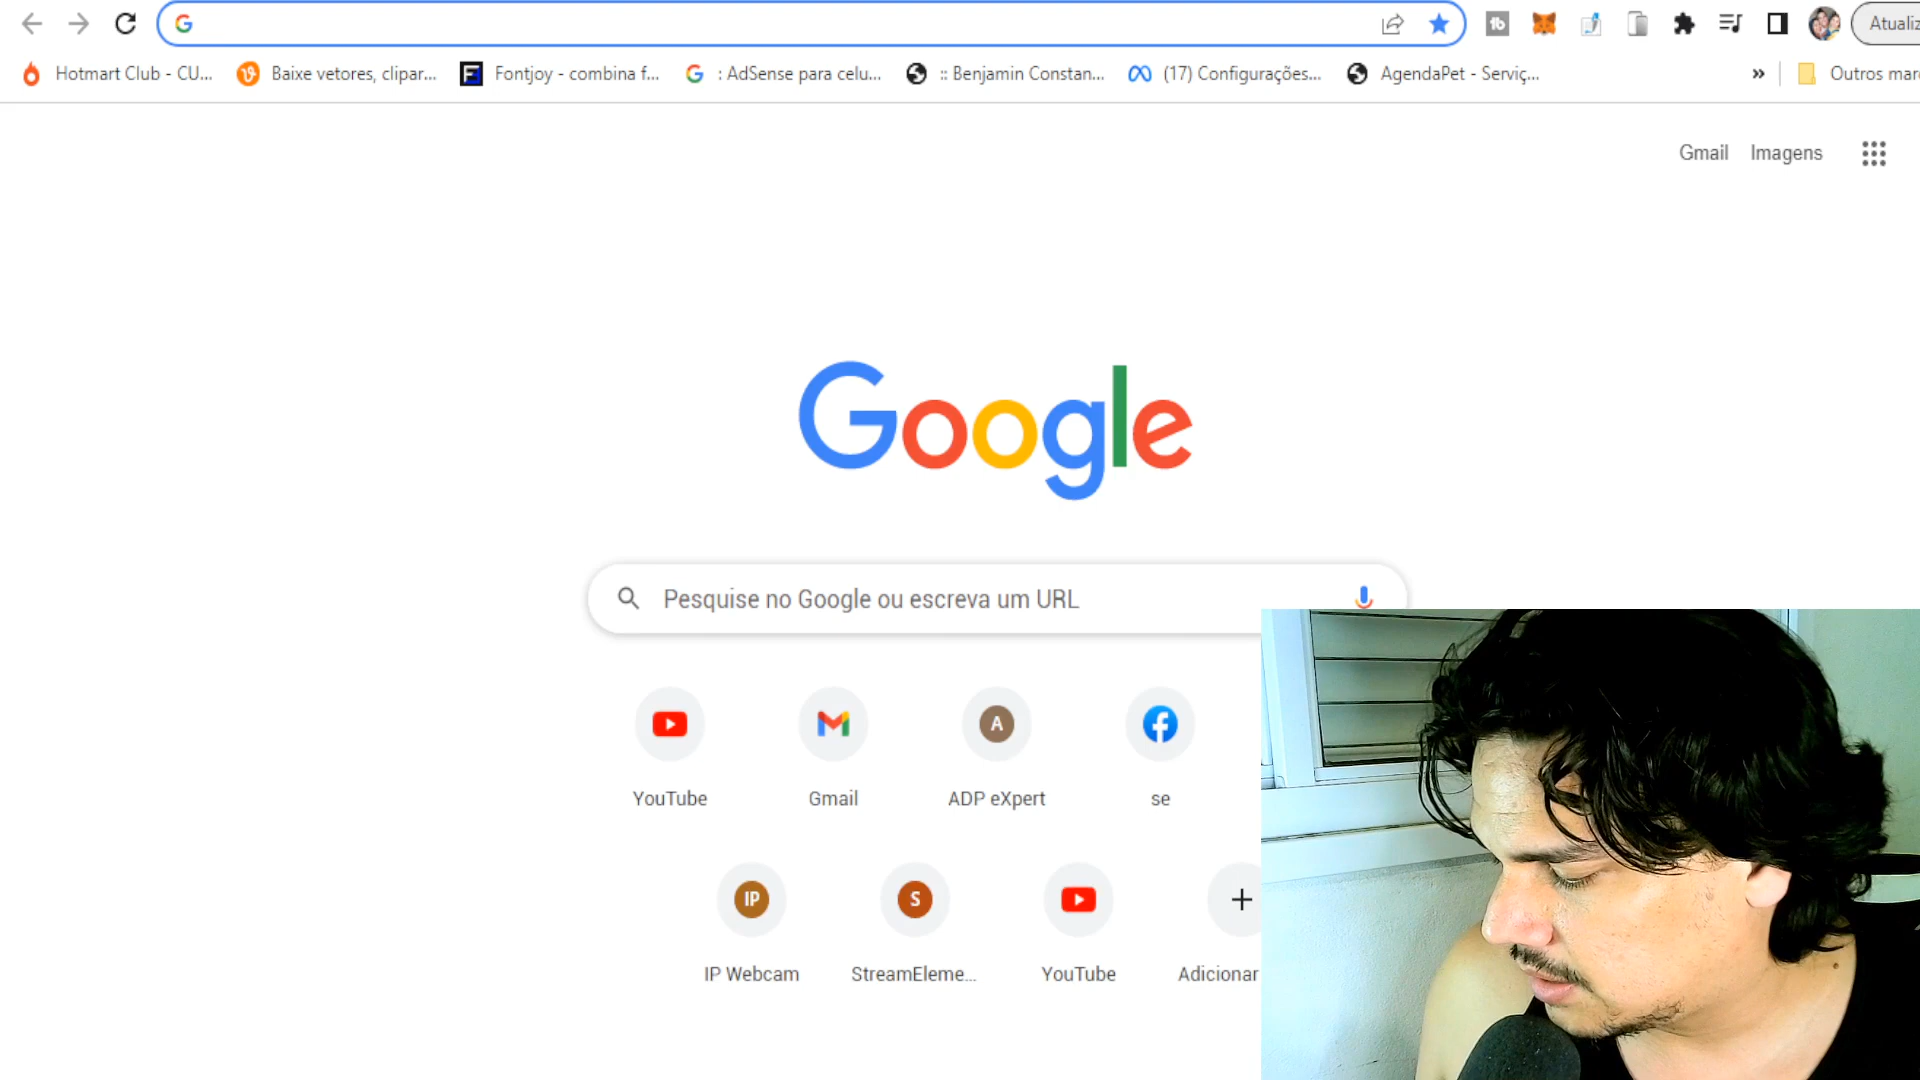 Atualiz
Hotmart Club - CU... Baixe vetores, clipar... Fontjoy - combina f... : AdSense para celu... :: Benjamin Constan... (17) Configurações... AgendaPet - Serviç... » Outros mar
Gmail Imagens
Google
Pesquise no Google ou escreva um URL
YouTube Gmail A ADP eXpert se
IP IP Webcam S StreamEleme... YouTube Adicionar